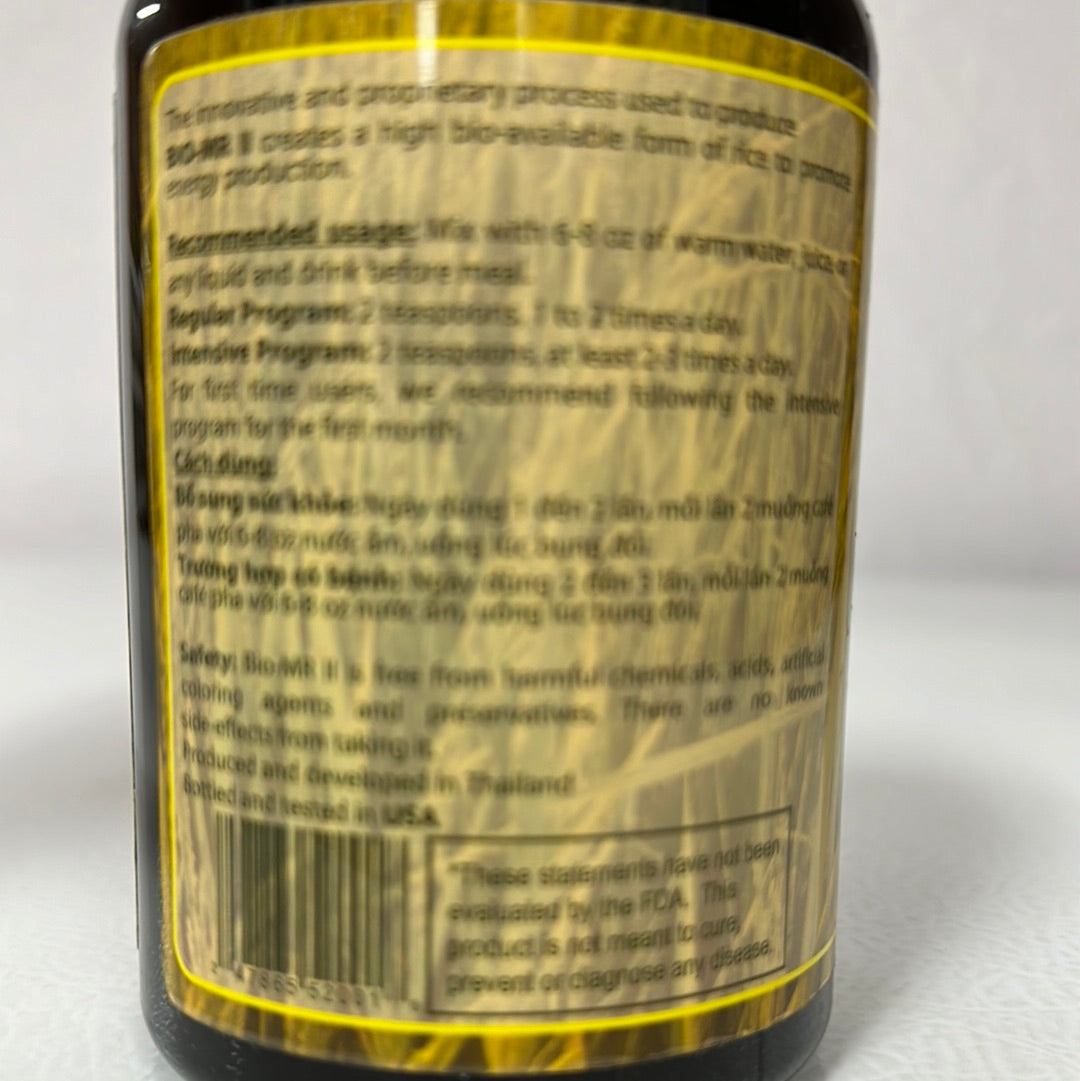 The innovative and proprietary process used to produce
BIO-MR II creates a high bio-available form of rice to promote
energy production.
Recommended usage: Mix with 6-8 oz of warm water, juice or
any liquid and drink before meal.
Regular Program: 2 teaspoons, 1 to 2 times a day.
Intensive Program: 2 teaspoons, at least 2-3 times a day.
For first time users, we recommend following the intensive
program for the first month.
Cách dùng:
Bổ sung sức khỏe: Ngày dùng 1 đến 2 lần, mỗi lần 2 muỗng café
pha với 6-8 oz nước ấm, uống lúc bụng đói.
Trường hợp có bệnh: Ngày dùng 2 đến 3 lần, mỗi lần 2 muỗng
café pha với 6-8 oz nước ấm, uống lúc bụng đói.
Safety: Bio-MR II is free from harmful chemicals, acids, artificial
coloring agents and preservatives. There are no known
side-effects from taking it.
Produced and developed in Thailand
Bottled and tested in USA
*These statements have not been
evaluated by the FDA. This
product is not meant to cure,
prevent or diagnose any disease.